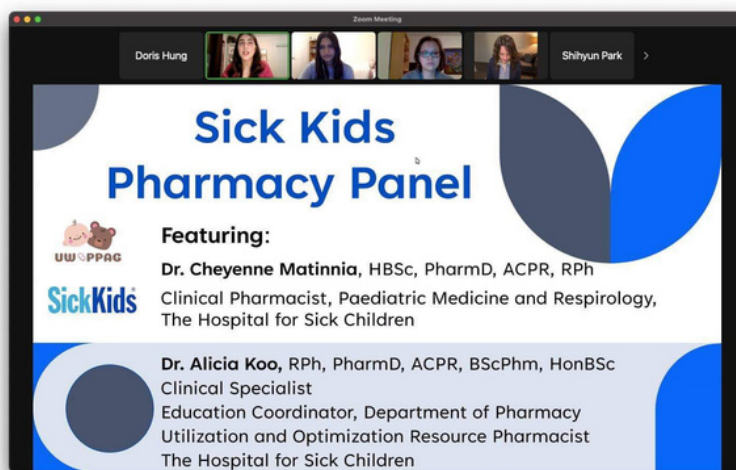 Zoom Meeting
Doris Hung
Shihyun Park
Sick Kids
Pharmacy Panel
UW PPAG
SickKids
Featuring:
Dr. Cheyenne Matinnia, HBSc, PharmD, ACPR, RPh
Clinical Pharmacist, Paediatric Medicine and Respirology,
The Hospital for Sick Children
Dr. Alicia Koo, RPh, PharmD, ACPR, BScPhm, HonBSc
Clinical Specialist
Education Coordinator, Department of Pharmacy
Utilization and Optimization Resource Pharmacist
The Hospital for Sick Children